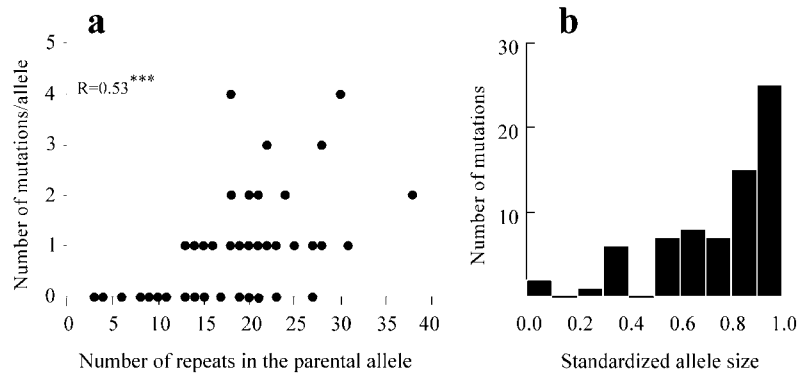 a
Number of mutations/allele
5
4
3
2
1
0
R=0.53***
0 5 10 15 20 25 30 35 40
Number of repeats in the parental allele
b
Number of mutations
30
20
10
0.0 0.2 0.4 0.6 0.8 1.0
Standardized allele size